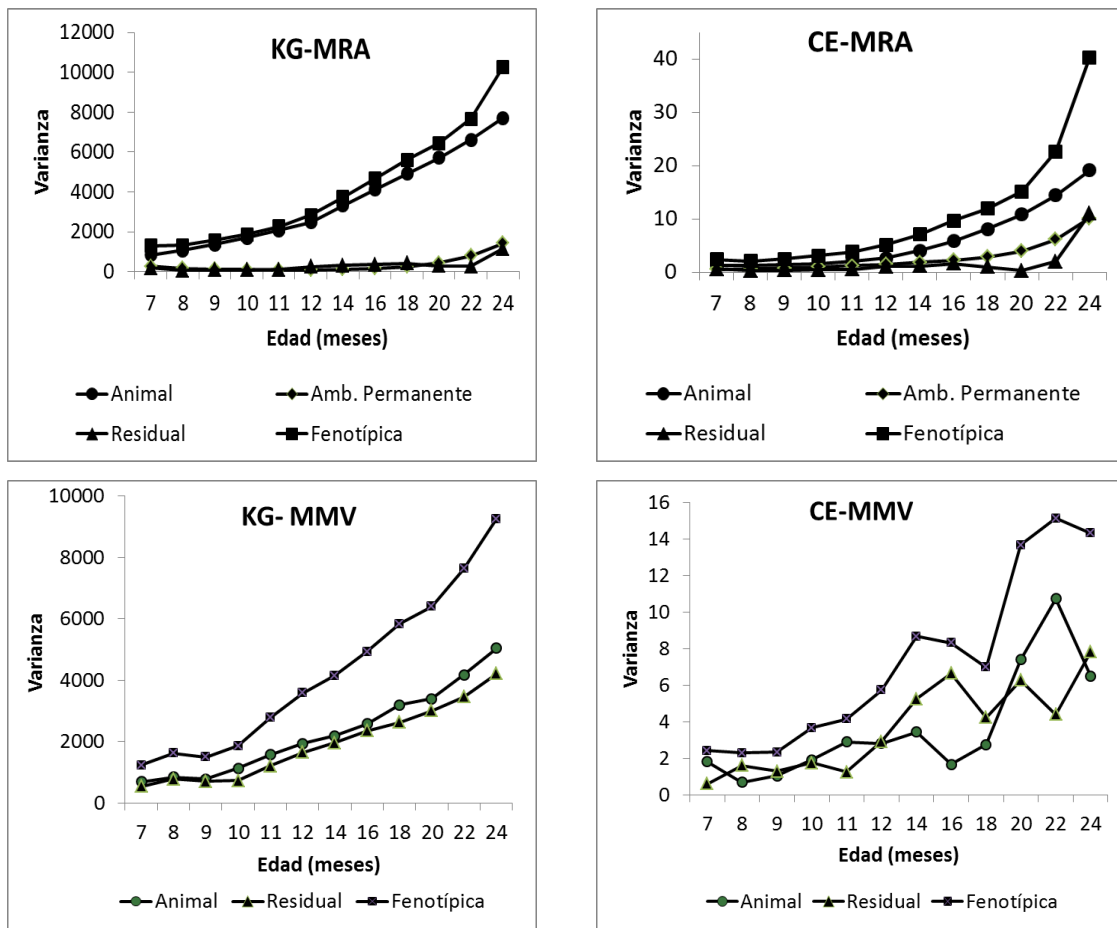 KG-MRA
12000
10000
8000
6000
4000
2000
0
Varianza
7 8 9 10 11 12 14 16 18 20 22 24
Edad (meses)
Animal Amb. Permanente
Residual Fenotípica
CE-MRA
40
30
20
10
0
Varianza
7 8 9 10 11 12 14 16 18 20 22 24
Edad (meses)
Animal Amb. Permanente
Residual Fenotípica
KG- MMV
10000
8000
6000
4000
2000
0
Varianza
7 8 9 10 11 12 14 16 18 20 22 24
Edad (meses)
Animal Residual Fenotípica
CE-MMV
16
14
12
10
8
6
4
2
0
Varianza
7 8 9 10 11 12 14 16 18 20 22 24
Edad (meses)
Animal Residual Fenotípica